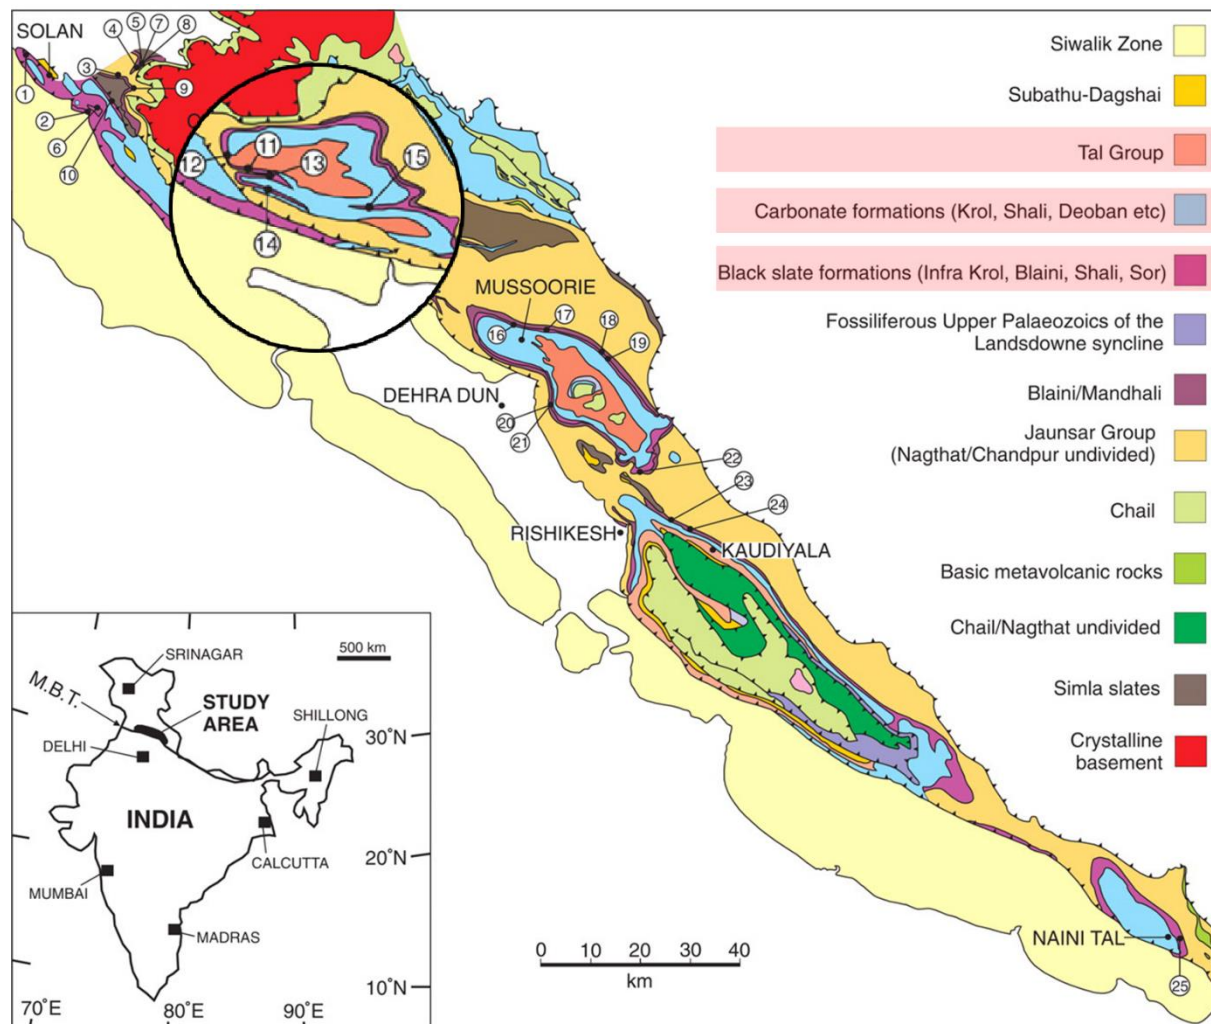 SOLAN
4
5
7
8
3
9
1
2
6
10
12
11
13
15
14
MUSSOORIE
16
17
18
19
DEHRA DUN
20
21
22
23
24
RISHIKESH
KAUDIYALA
NAINI TAL
25
0 10 20 30 40
km
Siwalik Zone
Subathu-Dagshai
Tal Group
Carbonate formations (Krol, Shali, Deoban etc)
Black slate formations (Infra Krol, Blaini, Shali, Sor)
Fossiliferous Upper Palaeozoics of the
Landsdowne syncline
Blaini/Mandhali
Jaunsar Group
(Nagthat/Chandpur undivided)
Chail
Basic metavolcanic rocks
Chail/Nagthat undivided
Simla slates
Crystalline
basement
500 km
SRINAGAR
M.B.T.
STUDY
AREA
SHILLONG
DELHI
30°N
INDIA
CALCUTTA
20°N
MUMBAI
MADRAS
10°N
70°E
80°E
90°E